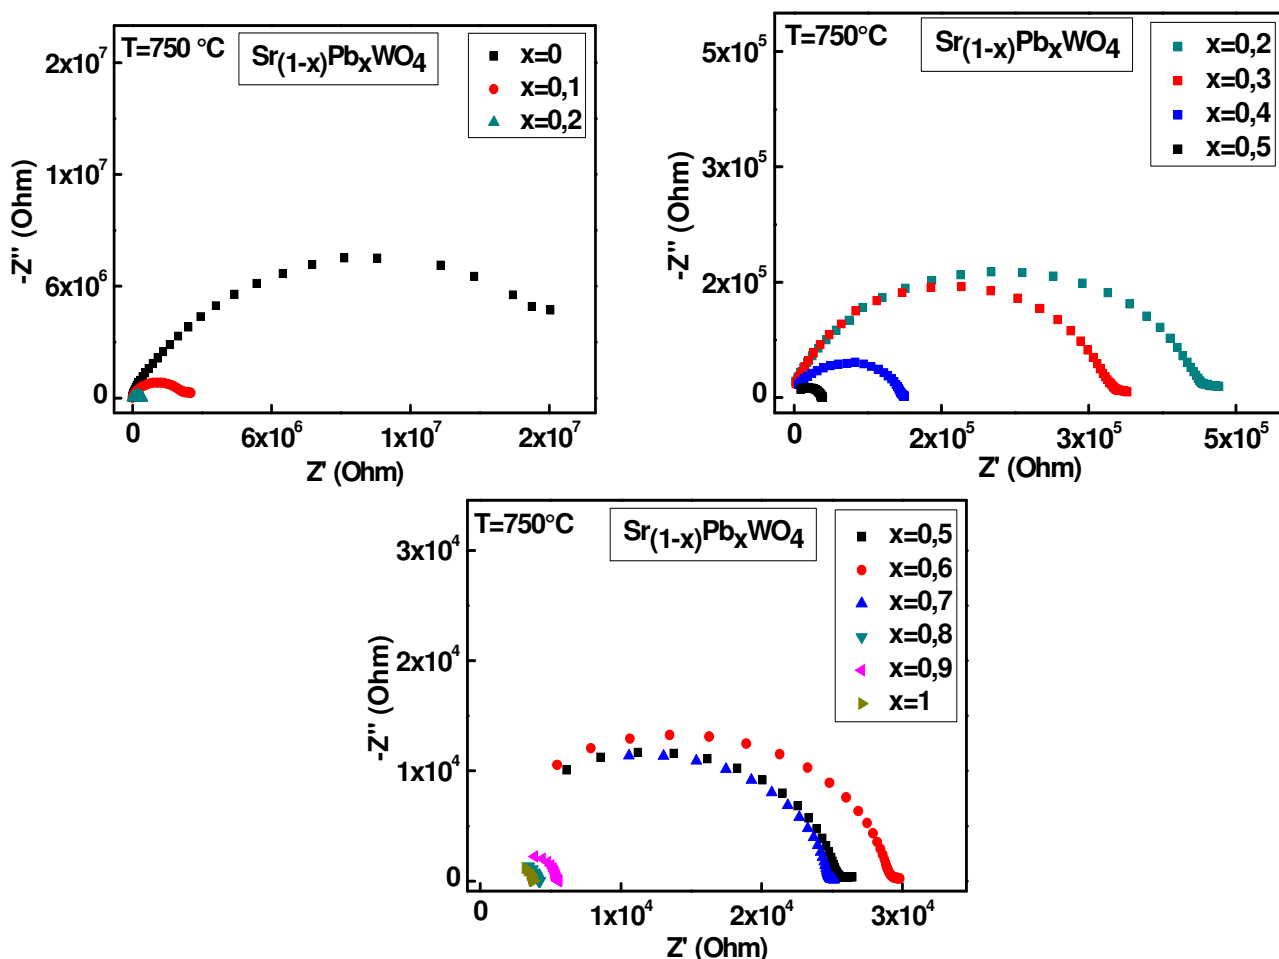 T=750 °C
Sr(1-x)PbxWO4
x=0
x=0,1
x=0,2
2x10^7
1x10^7
6x10^6
0
-Z'' (Ohm)
0
6x10^6
1x10^7
2x10^7
Z' (Ohm)
T=750°C
Sr(1-x)PbxWO4
x=0,2
x=0,3
x=0,4
x=0,5
5x10^5
3x10^5
2x10^5
0
-Z'' (Ohm)
0
2x10^5
3x10^5
5x10^5
Z' (Ohm)
T=750°C
Sr(1-x)PbxWO4
x=0,5
x=0,6
x=0,7
x=0,8
x=0,9
x=1
3x10^4
2x10^4
1x10^4
0
-Z'' (Ohm)
0
1x10^4
2x10^4
3x10^4
Z' (Ohm)